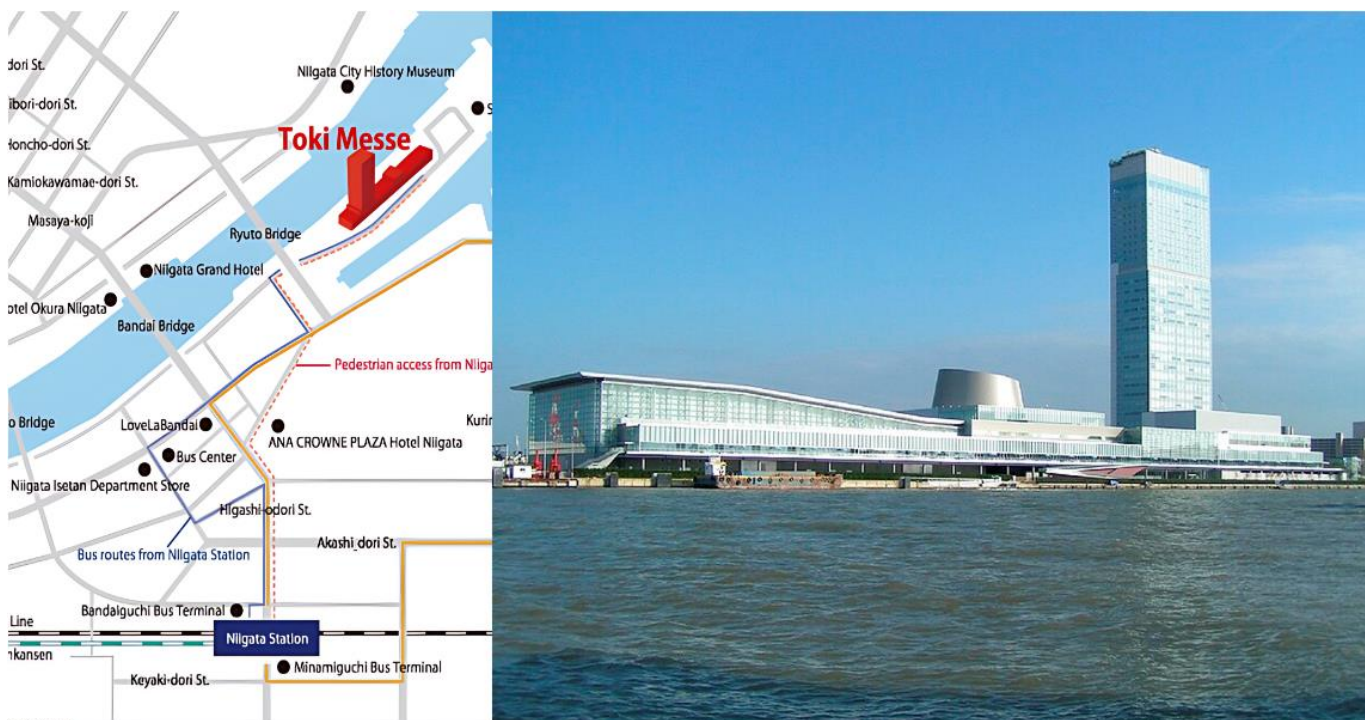 dori St.
Niigata City History Museum
ibori-dori St.
S
Toki Messe
Honcho-dori St.
Kamiokawamae-dori St.
Masaya-koji
Ryuto Bridge
Niigata Grand Hotel
otel Okura Niigata
Bandai Bridge
Pedestrian access from Niiga
o Bridge
LoveLaBandai
Kurin
ANA CROWNE PLAZA Hotel Niigata
Bus Center
Niigata Isetan Department Store
Higashi-odori St.
Akashi_dori St.
Bus routes from Niigata Station
Bandaiguchi Bus Terminal
Line
Niigata Station
nkansen
Minamiguchi Bus Terminal
Keyaki-dori St.